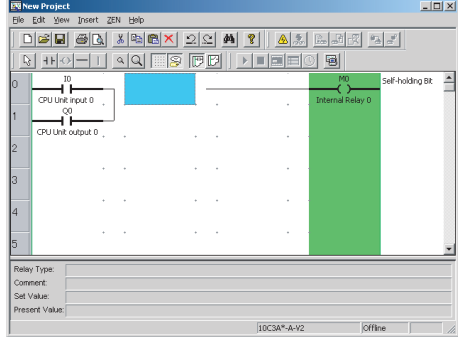 New Project
File Edit View Insert ZEN Help
0
I0
M0
Self-holding Bit
CPU Unit input 0
Internal Relay 0
1
Q0
CPU Unit output 0
2
3
4
5
Relay Type:
Comment:
Set Value:
Present Value:
10C3A*-A-V2
Offline